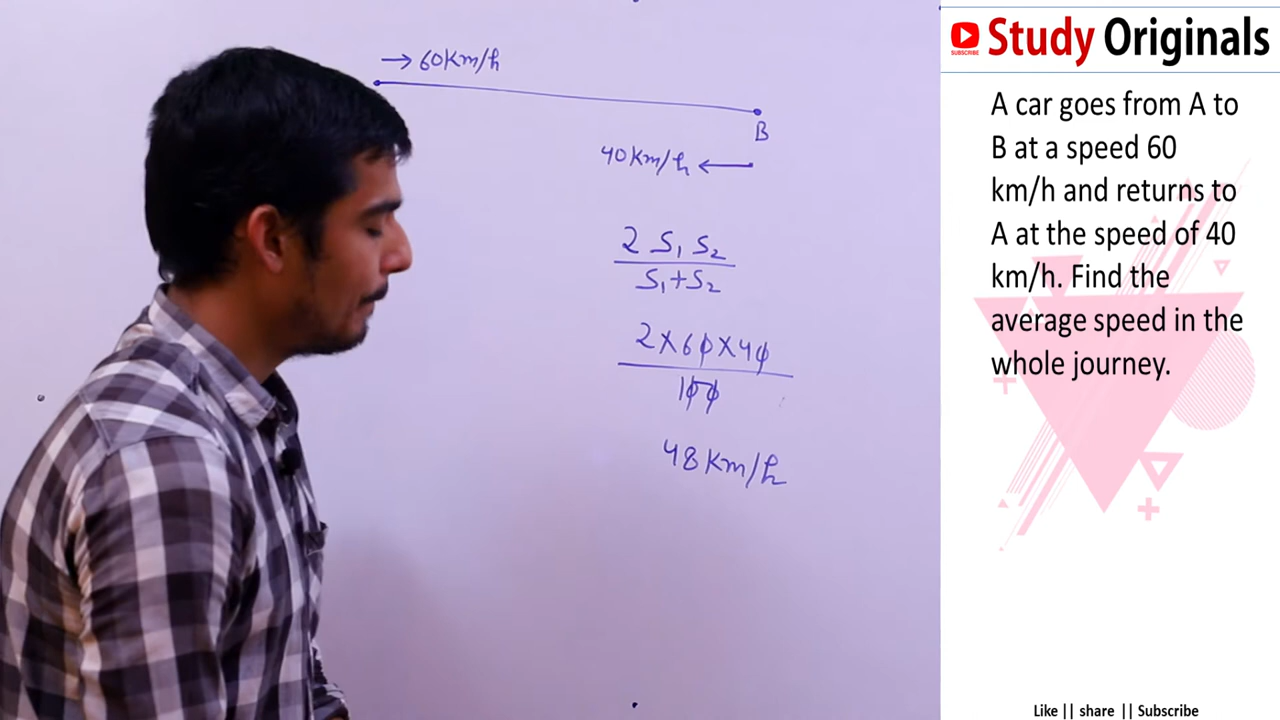 → 60Km/h
B
40Km/h ←
2 S₁ S₂
S₁+S₂
2×60×40
100
48Km/h
SUBSCRIBE
Study Originals
A car goes from A to
B at a speed 60
km/h and returns to
A at the speed of 40
km/h. Find the
average speed in the
whole journey.
Like || share || Subscribe